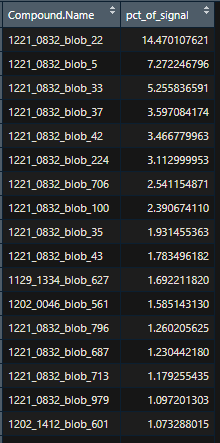 Compound.Name pct_of_signal
1221_0832_blob_22 14.470107621
1221_0832_blob_5 7.272246796
1221_0832_blob_33 5.255836591
1221_0832_blob_37 3.597084174
1221_0832_blob_42 3.466779963
1221_0832_blob_224 3.112999953
1221_0832_blob_706 2.541154871
1221_0832_blob_100 2.390674110
1221_0832_blob_35 1.931455363
1221_0832_blob_43 1.783496182
1129_1334_blob_627 1.692211820
1202_0046_blob_561 1.585143130
1221_0832_blob_796 1.260205625
1221_0832_blob_687 1.230442180
1221_0832_blob_713 1.179255435
1221_0832_blob_979 1.097201303
1202_1412_blob_601 1.073288015